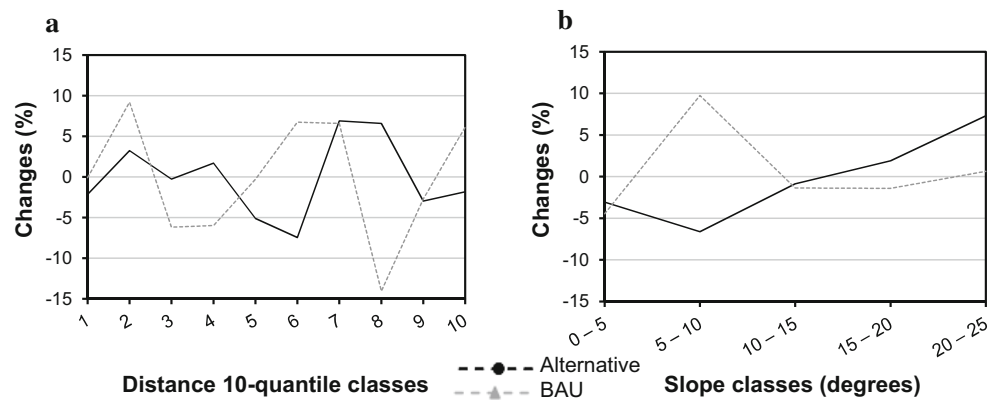 a
Changes (%)
15
10
5
0
-5
-10
-15
1
2
3
4
5
6
7
8
9
10
Distance 10-quantile classes
b
Changes (%)
15
10
5
0
-5
-10
-15
0 – 5
5 – 10
10 – 15
15 – 20
20 – 25
Slope classes (degrees)
Alternative
BAU